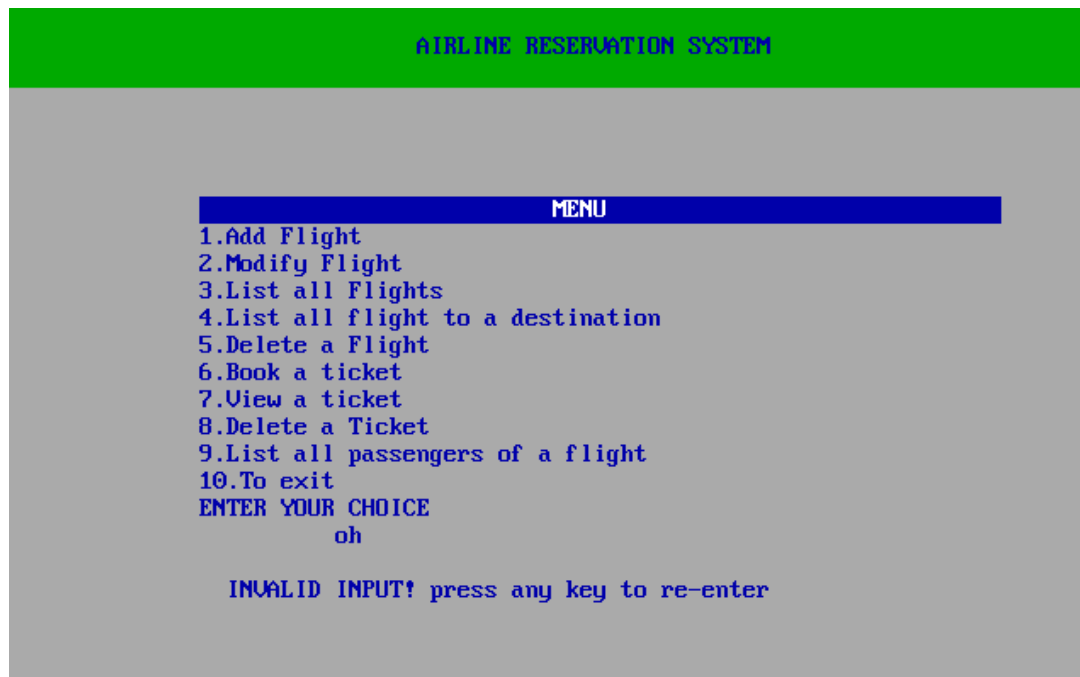 AIRLINE RESERVATION SYSTEM
MENU
1.Add Flight
2.Modify Flight
3.List all Flights
4.List all flight to a destination
5.Delete a Flight
6.Book a ticket
7.View a ticket
8.Delete a Ticket
9.List all passengers of a flight
10.To exit
ENTER YOUR CHOICE
oh
INVALID INPUT! press any key to re-enter